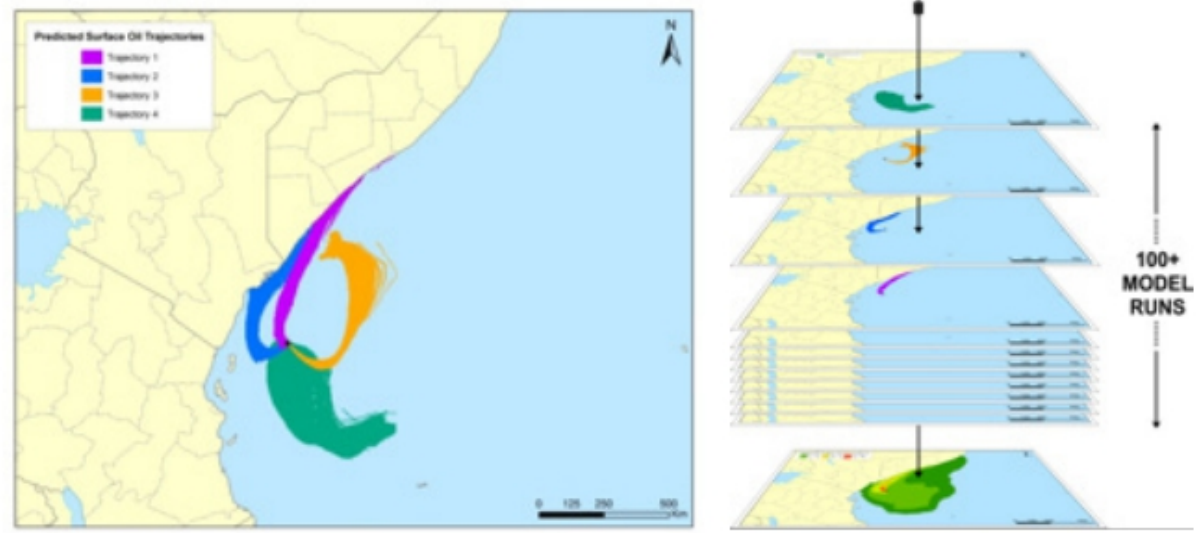 Predicted Surface Oil Trajectories
Trajectory 1
Trajectory 2
Trajectory 3
Trajectory 4
N
0 125 250 500
Km
100+
MODEL
RUNS